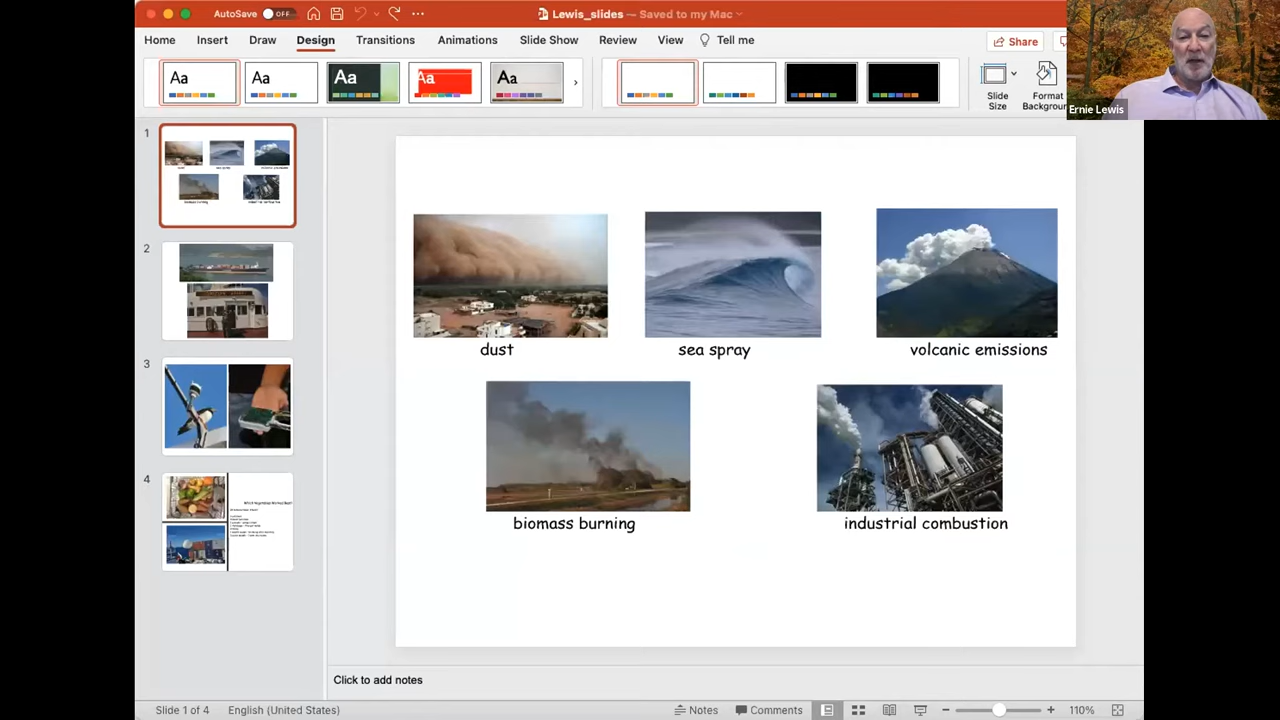 AutoSave OFF
Lewis_slides — Saved to my Mac
Home Insert Draw Design Transitions Animations Slide Show Review View Tell me
Share
Aa Aa Aa Aa Aa
Slide Size
Format
Backgroun
Ernie Lewis
1
2
3
4
dust
sea spray
volcanic emissions
biomass burning
industrial combustion
Click to add notes
Slide 1 of 4 English (United States) Notes Comments 110%